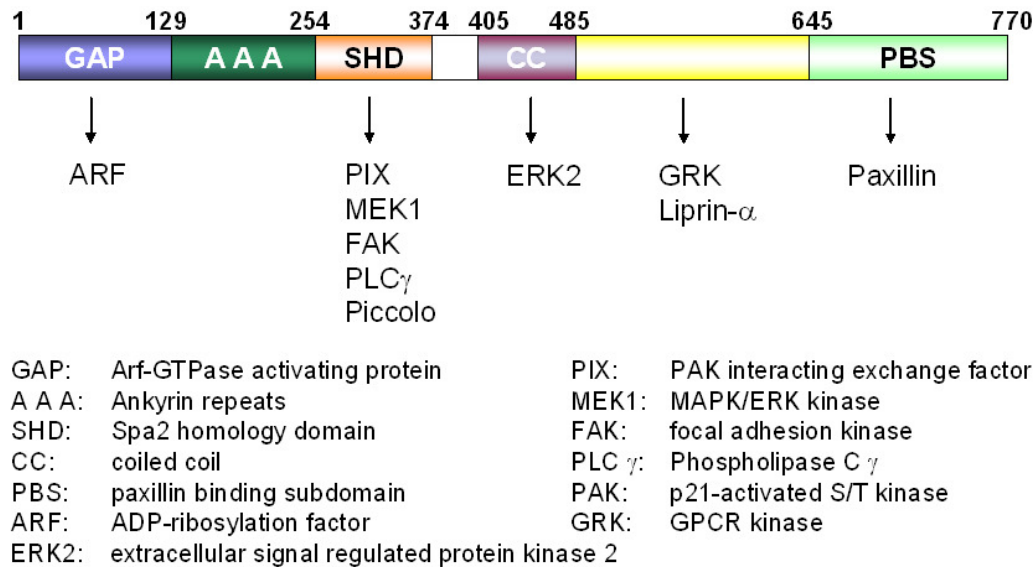 1 129 254 374 405 485 645 770
GAP A A A SHD CC PBS
ARF PIX ERK2 GRK Paxillin
MEK1 Liprin-α
FAK
PLCγ
Piccolo
GAP: Arf-GTPase activating protein
A A A: Ankyrin repeats
SHD: Spa2 homology domain
CC: coiled coil
PBS: paxillin binding subdomain
ARF: ADP-ribosylation factor
ERK2: extracellular signal regulated protein kinase 2
PIX: PAK interacting exchange factor
MEK1: MAPK/ERK kinase
FAK: focal adhesion kinase
PLC γ: Phospholipase C γ
PAK: p21-activated S/T kinase
GRK: GPCR kinase